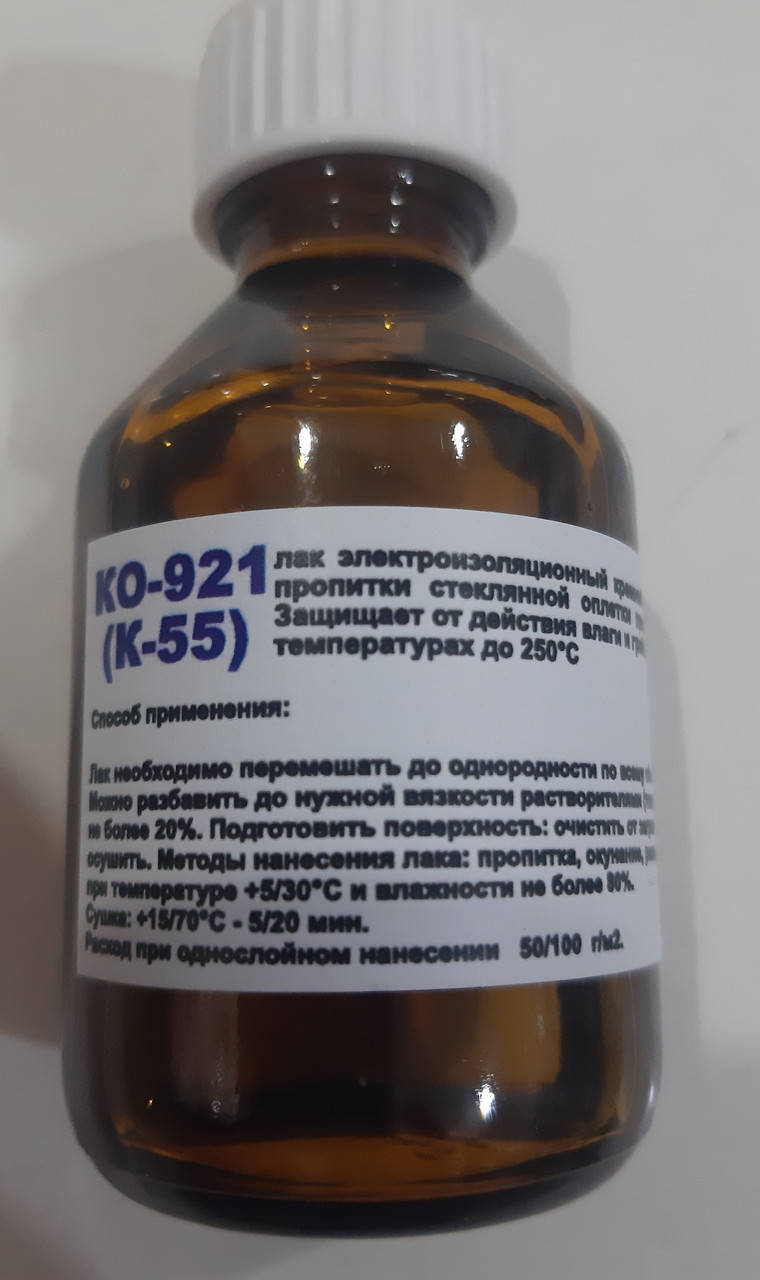 КО-921
(К-55)
лак электроизоляционный
пропитки стеклянной оплетки
Защищает от действия влаги и
температурах до 250°С
Способ применения:
Лак необходимо перемешать до однородности по всему
Можно разбавить до нужной вязкости растворителями
не более 20%. Подготовить поверхность: очистить от
осушить. Методы нанесения лака: пропитка, окунание,
при температуре +5/30°С и влажности не более 80%.
Сушка: +15/70°С - 5/20 мин.
Расход при однослойном нанесении 50/100 г/м2.